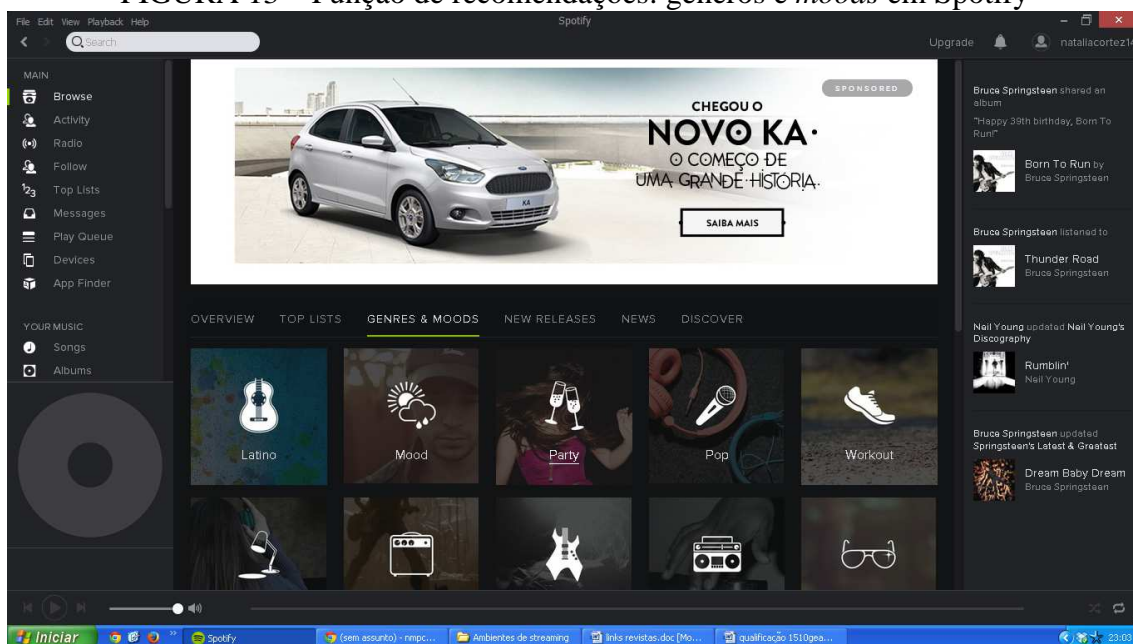 FIGURA 13 – Função de recomendações: gêneros e moods em Spotify
File Edit View Playback Help
Spotify
Search
Upgrade
nataliacortez14
MAIN
Browse
Activity
Radio
Follow
Top Lists
Messages
Play Queue
Devices
App Finder
YOUR MUSIC
Songs
Albums
SPONSORED
CHEGOU O
NOVO KA
O COMEÇO DE
UMA GRANDE HISTÓRIA.
SAIBA MAIS
KA
OVERVIEW TOP LISTS GENRES & MOODS NEW RELEASES NEWS DISCOVER
Latino
Mood
Party
Pop
Workout
Bruce Springsteen shared an
album
"Happy 39th birthday, Born To
Run!"
Born To Run by
Bruce Springsteen
Bruce Springsteen listened to
Thunder Road
Bruce Springsteen
Neil Young updated Neil Young's
Discography
Rumblin'
Neil Young
Bruce Springsteen updated
Springsteen's Latest & Greatest
Dream Baby Dream
Bruce Springsteen
Iniciar
Spotify
(sem assunto) - nmpc...
Ambientes de streaming
links revistas.doc [Mo...
qualificação 1510gea...
23:03